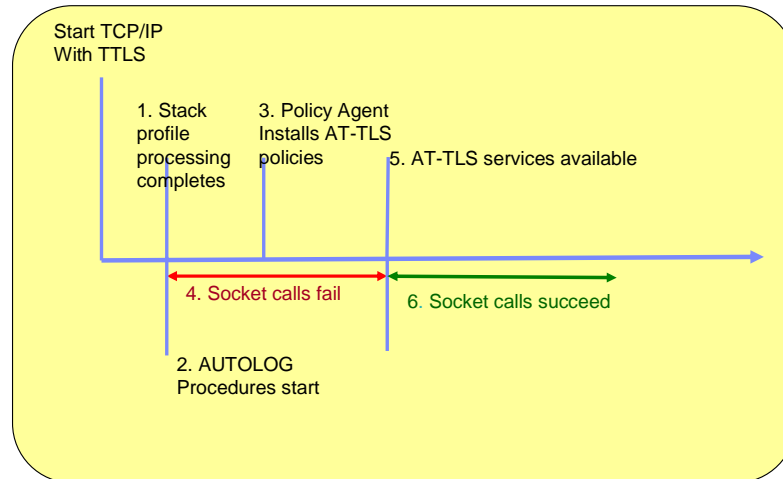 Start TCP/IP
With TTLS
1. Stack
profile
processing
completes
3. Policy Agent
Installs AT-TLS
policies
5. AT-TLS services available
4. Socket calls fail
6. Socket calls succeed
2. AUTOLOG
Procedures start